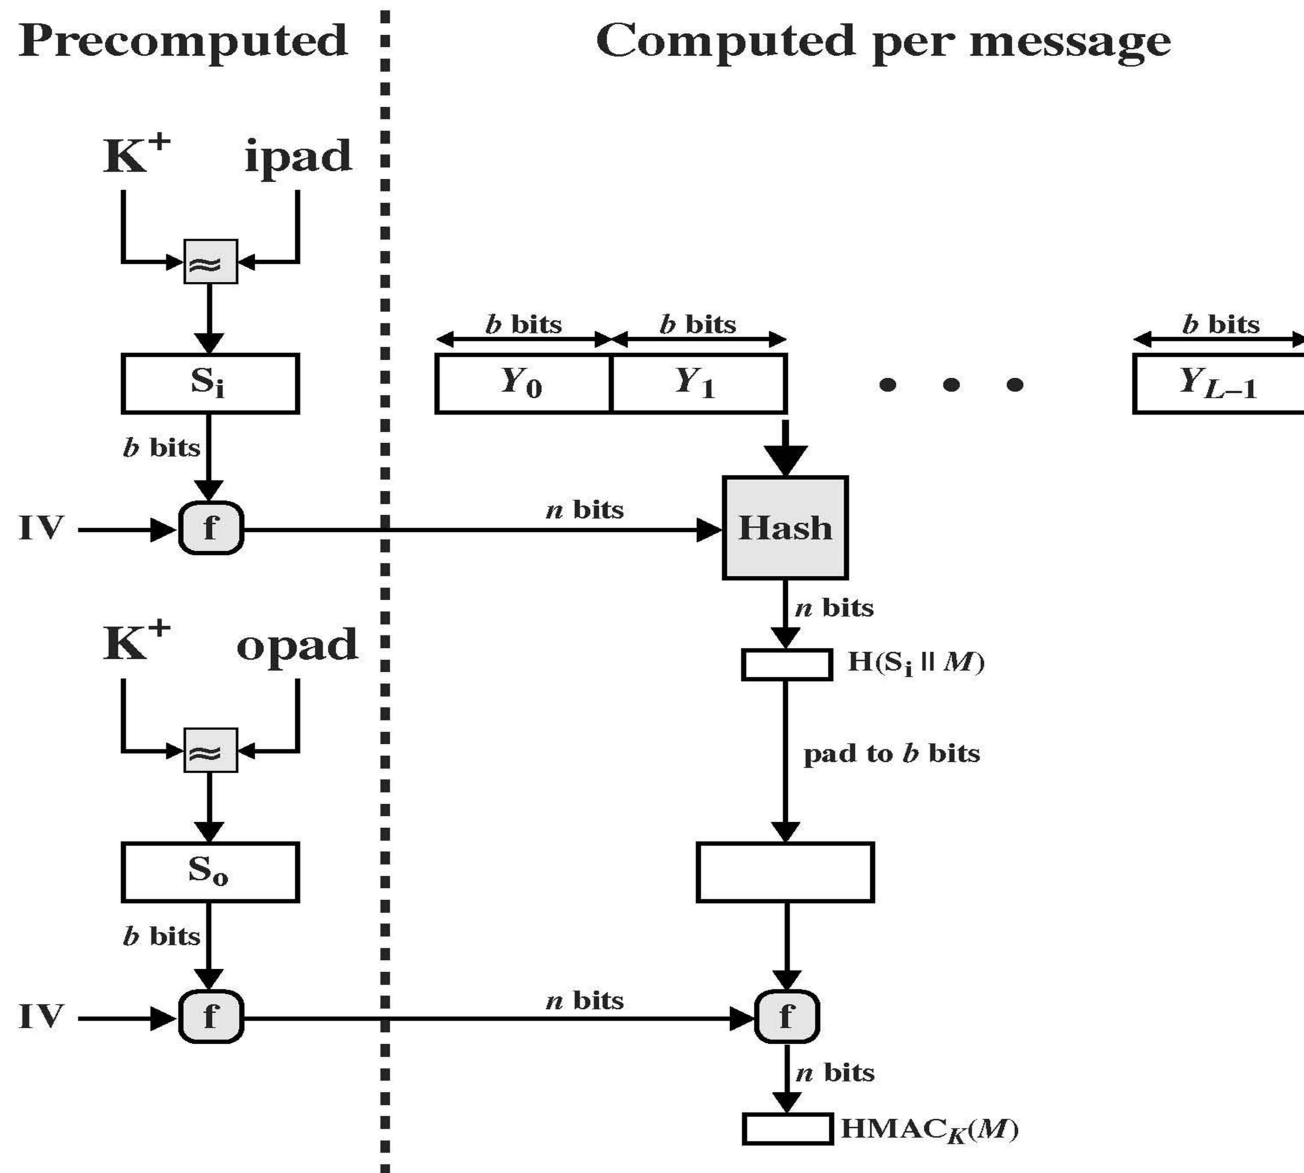 Precomputed
Computed per message
K+ ipad
≈
b bits b bits b bits
Si
Y0 Y1 • • • YL−1
b bits
IV f n bits Hash
n bits
H(Si || M)
K+ opad
≈
pad to b bits
So
b bits
IV f n bits f
n bits
HMACK(M)